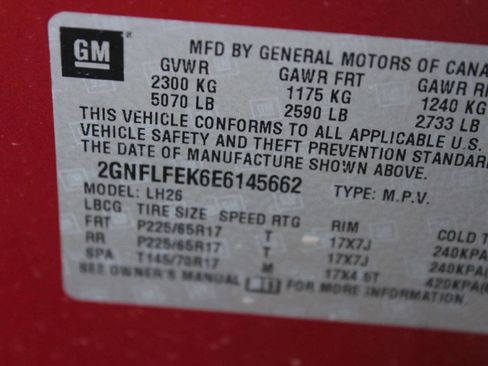 GM
MFD BY GENERAL MOTORS OF CANA
GVWR GAWR FRT GAWR R
2300 KG 1175 KG 1240 KG
5070 LB 2590 LB 2733 LB
THIS VEHICLE CONFORMS TO ALL APPLICABLE U.S.
VEHICLE SAFETY AND THEFT PREVENTION STANDARD
THE DATE OF MANUFACTURE SHOWN ABOVE.
2GNFLFEK6E6145662 TYPE: M.P.V.
MODEL: LH26
LBCG TIRE SIZE SPEED RTG RIM COLD T
FRT P225/65R17 T 17X7J 240KPA
RR P225/65R17 T 17X7J 240KPA(
SPA T145/70R17 M 17X4.5T 420KPA(
SEE OWNER'S MANUAL FOR MORE INFORMATION